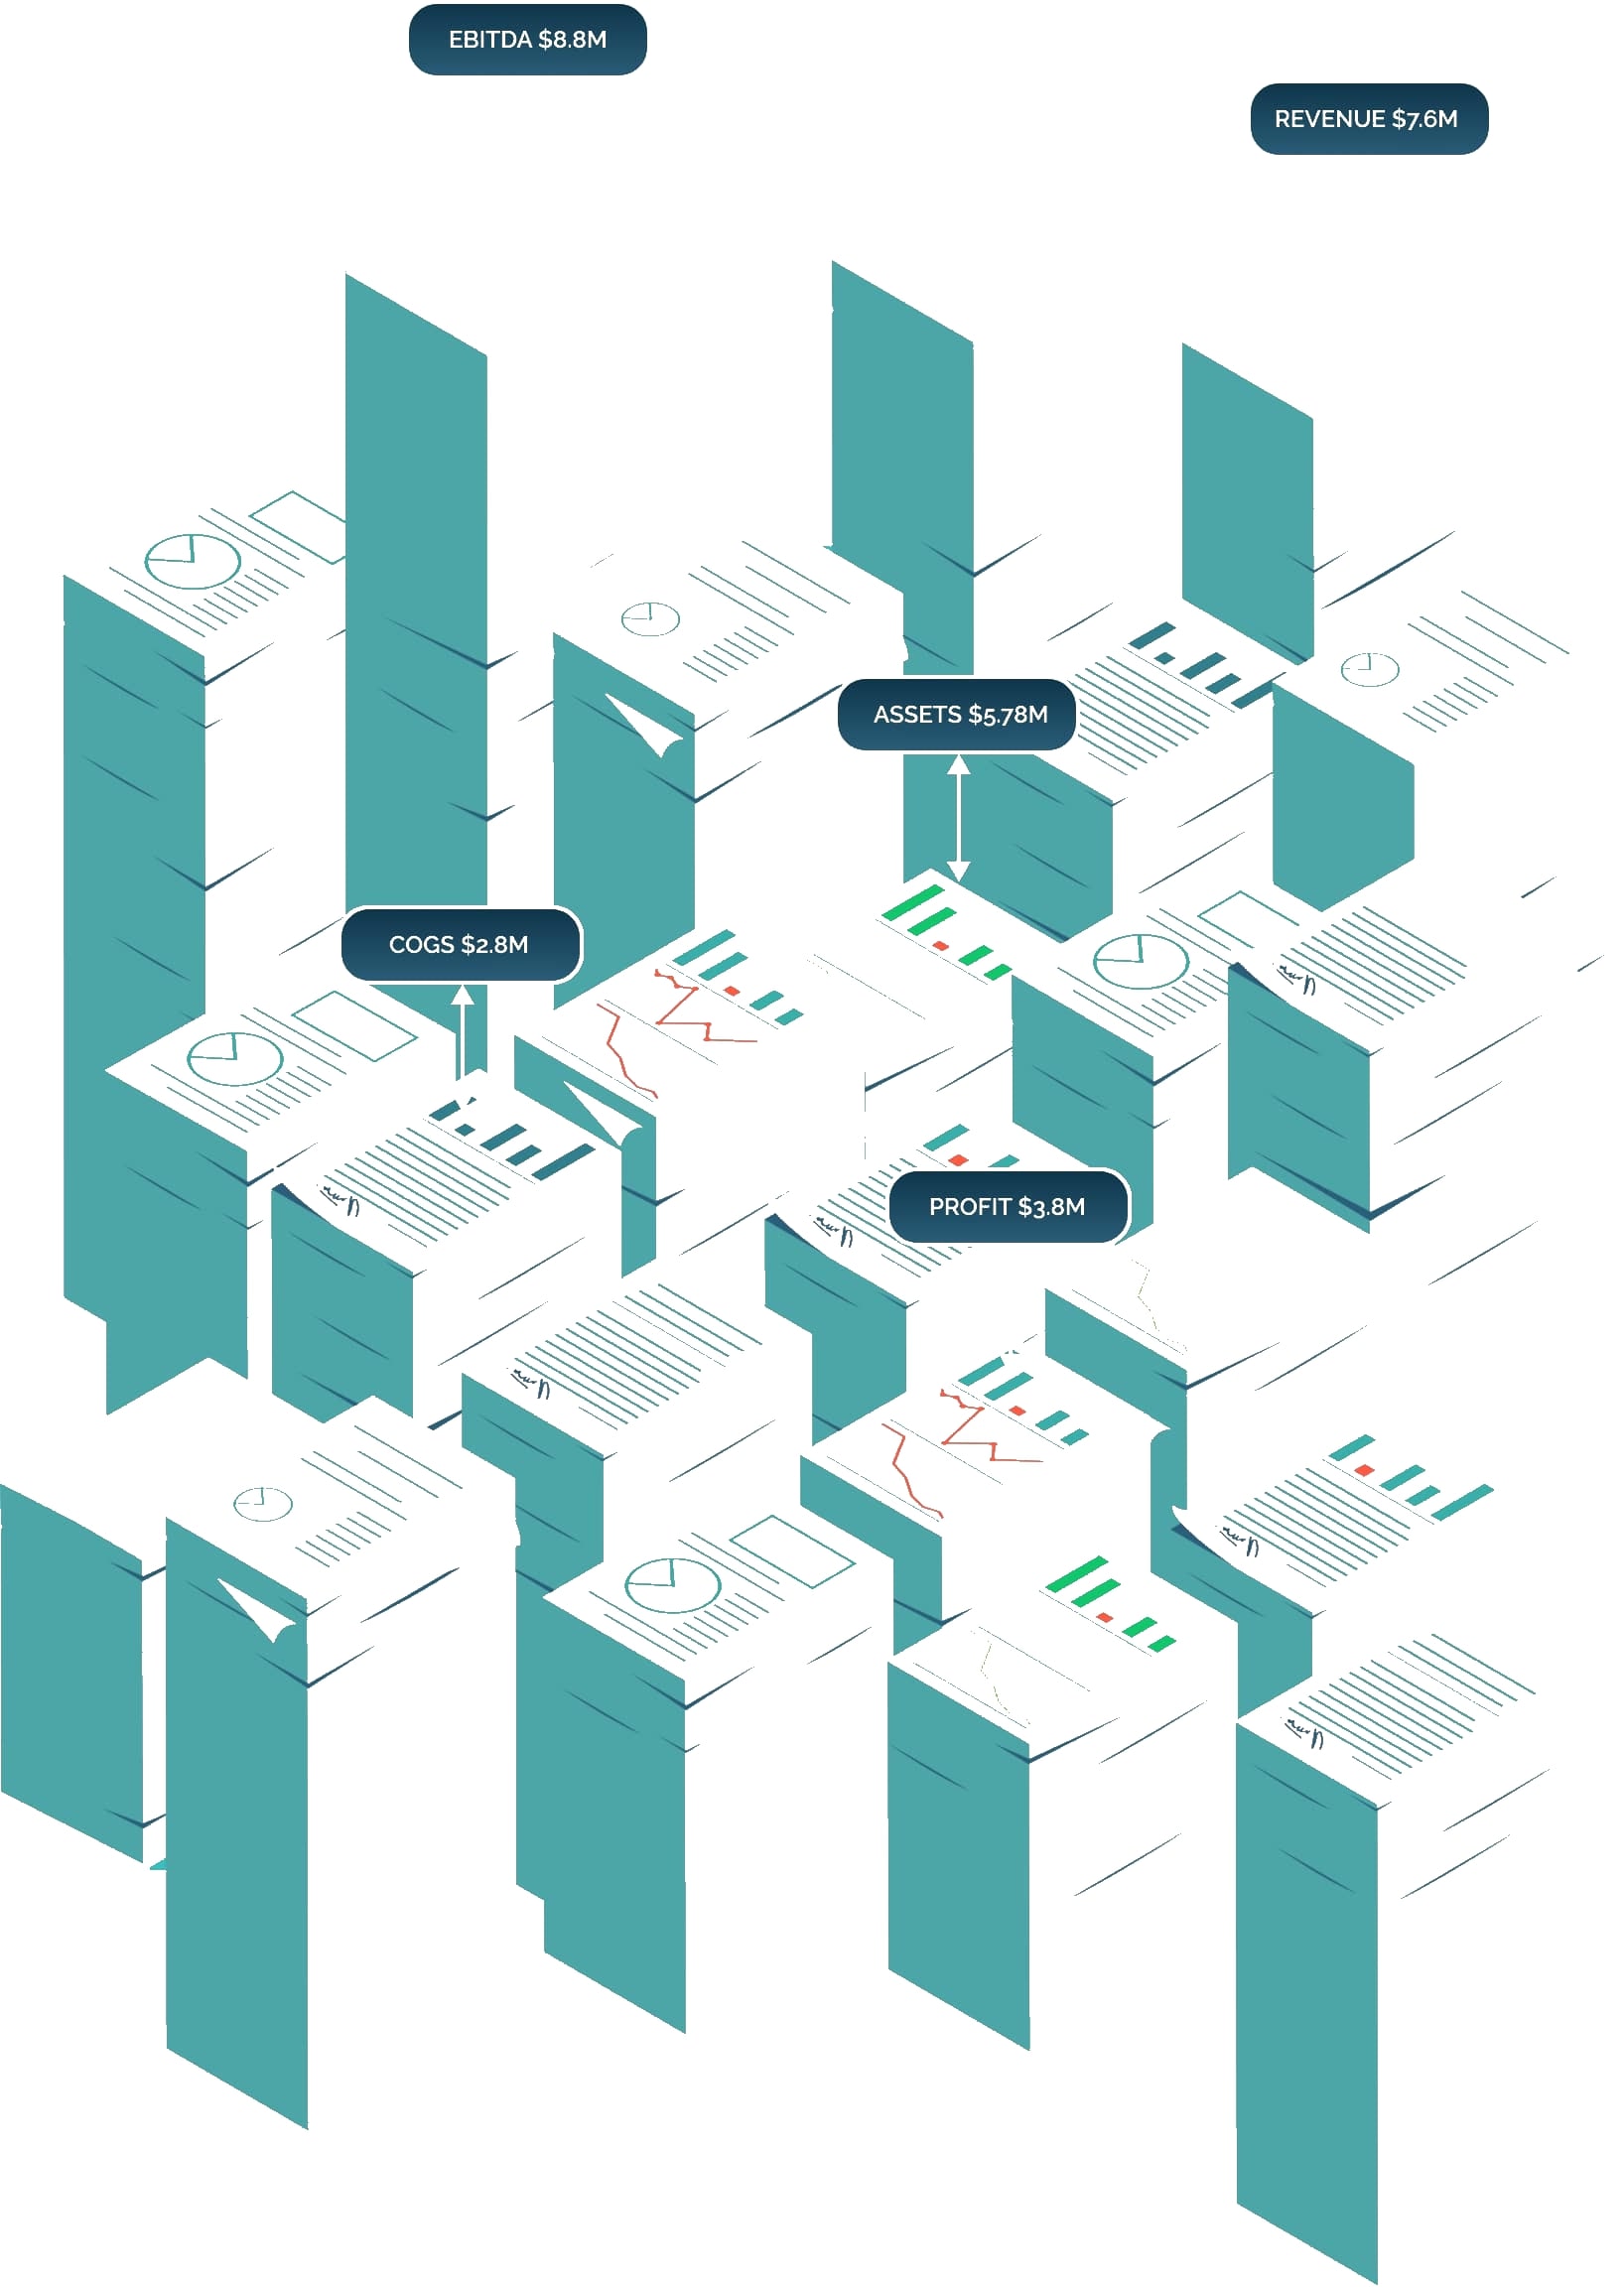 EBITDA $8.8M
REVENUE $7.6M
ASSETS $5.78M
COGS $2.8M
PROFIT $3.8M